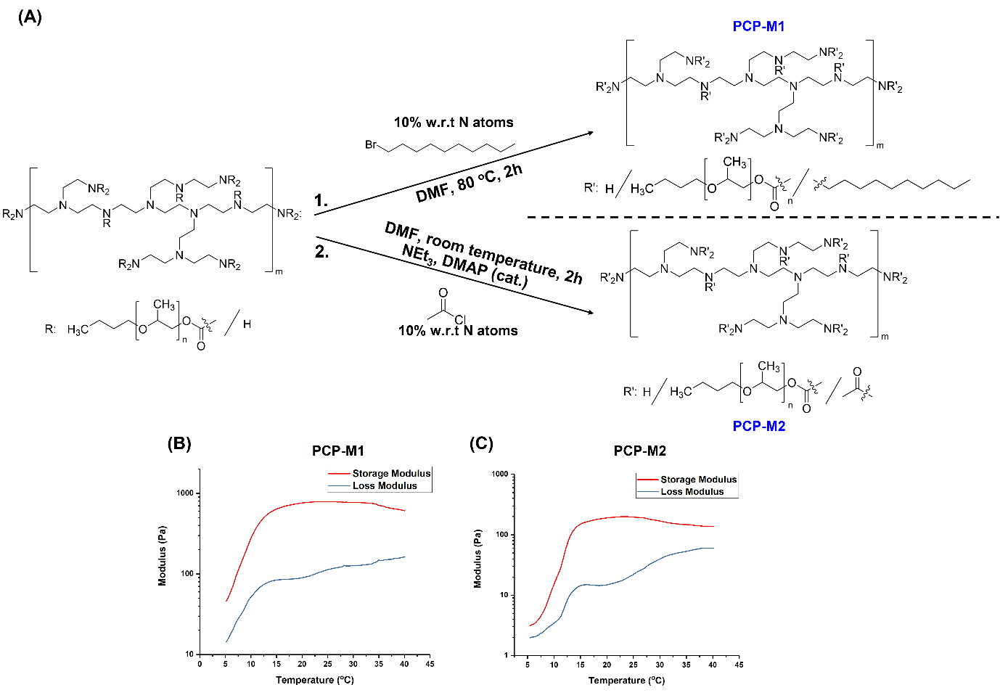 (A)
PCP-M1
NR'2
NR'2
N
N
R'
N
R'
R'2N
N
R'
N
NR'2
N
R'2N
NR'2
m
10% w.r.t N atoms
Br
DMF, 80 °C, 2h
1.
R': H / H3C O CH3 n O O /
NR2
NR2
N
R
R
N
R2N
N
N
R
N
N
NR2:
N
R2N
NR2
m
2.
DMF, room temperature, 2h
NEt3, DMAP (cat.)
O
Cl
10% w.r.t N atoms
R: H3C O CH3 n O O / H
NR'2
NR'2
N
N
R'
N
R'
R'2N
N
R'
N
NR'2
N
R'2N
NR'2
m
R': H / H3C O CH3 n O O / O
PCP-M2
(B)
PCP-M1
Storage Modulus
Loss Modulus
Modulus (Pa)
1000
100
10
0 5 10 15 20 25 30 35 40 45
Temperature (°C)
(C)
PCP-M2
Storage Modulus
Loss Modulus
Modulus (Pa)
1000
100
10
1
5 10 15 20 25 30 35 40 45
Temperature (°C)